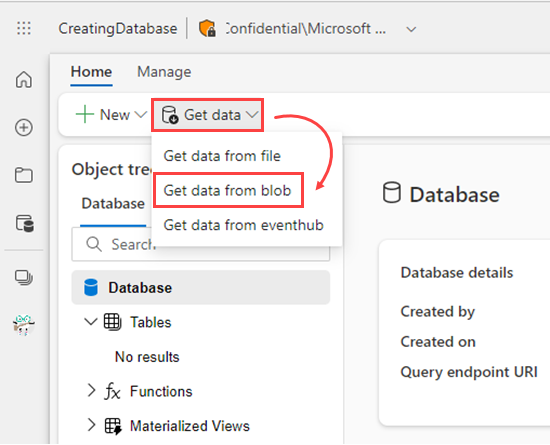 CreatingDatabase Confidential\Microsoft ...
Home Manage
New Get data
Get data from file
Get data from blob
Get data from eventhub
Object tre
Database
Search
Database
Tables
No results
Functions
Materialized Views
Database
Database details
Created by
Created on
Query endpoint URI